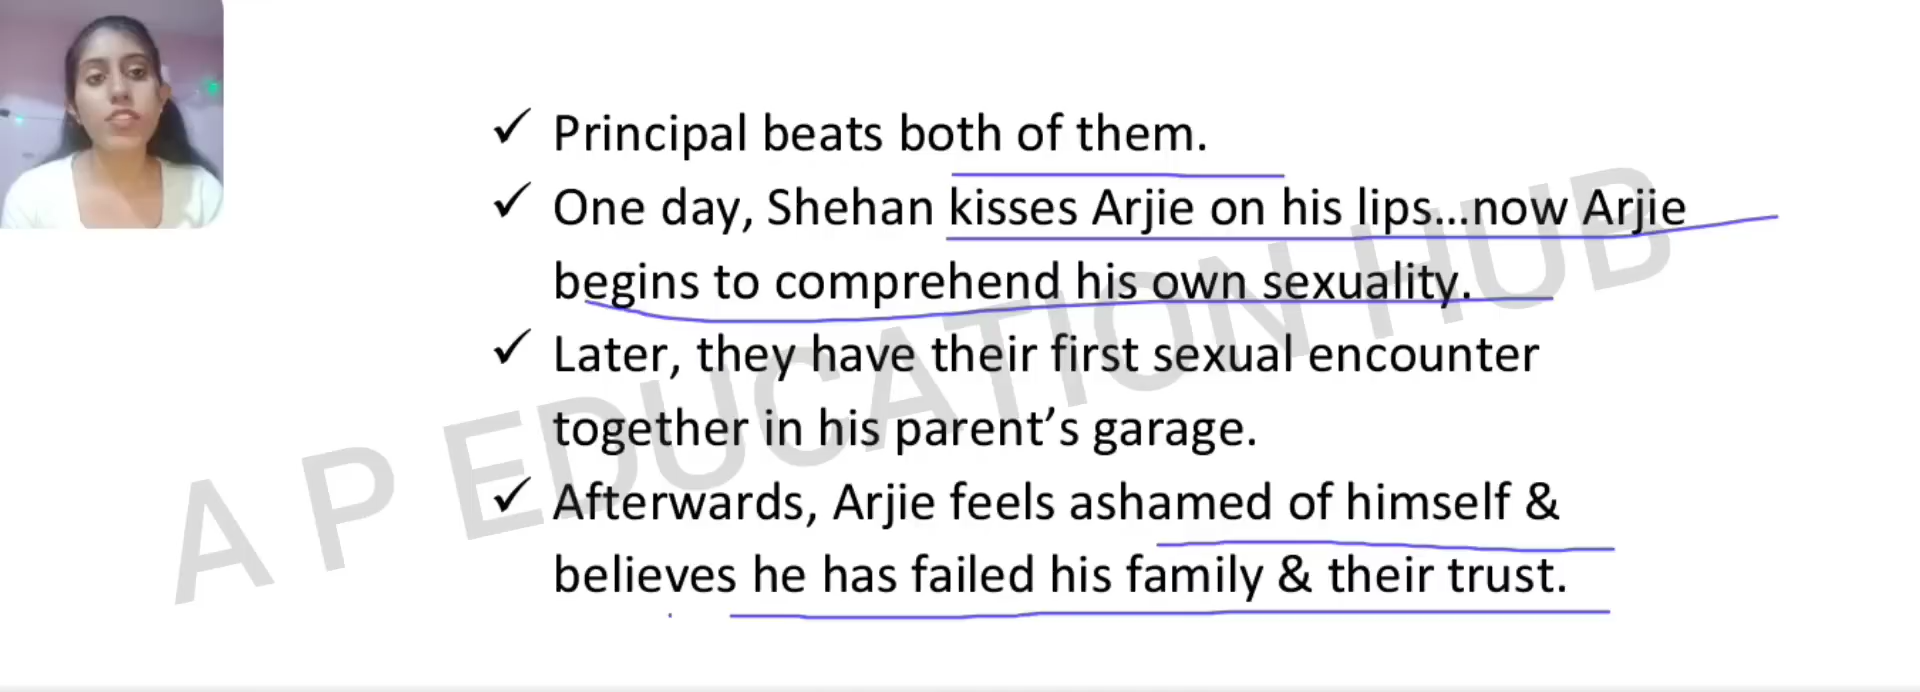 ✓ Principal beats both of them.
✓ One day, Shehan kisses Arjie on his lips...now Arjie
begins to comprehend his own sexuality.
✓ Later, they have their first sexual encounter
together in his parent’s garage.
✓ Afterwards, Arjie feels ashamed of himself &
believes he has failed his family & their trust.
A P EDUCATION HUB